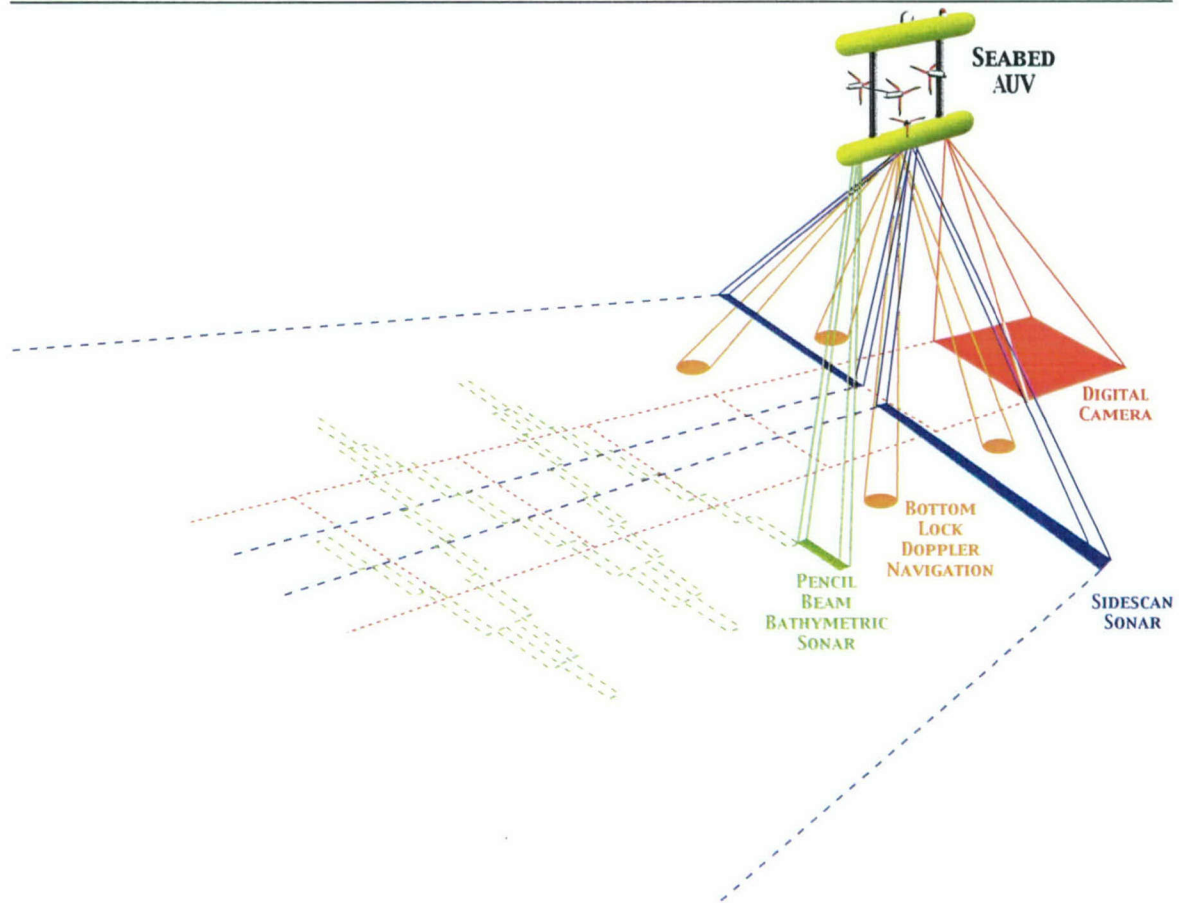 SEABED
AUV
DIGITAL
CAMERA
BOTTOM
LOCK
DOPPLER
NAVIGATION
PENCIL
BEAM
BATHYMETRIC
SONAR
SIDESCAN
SONAR